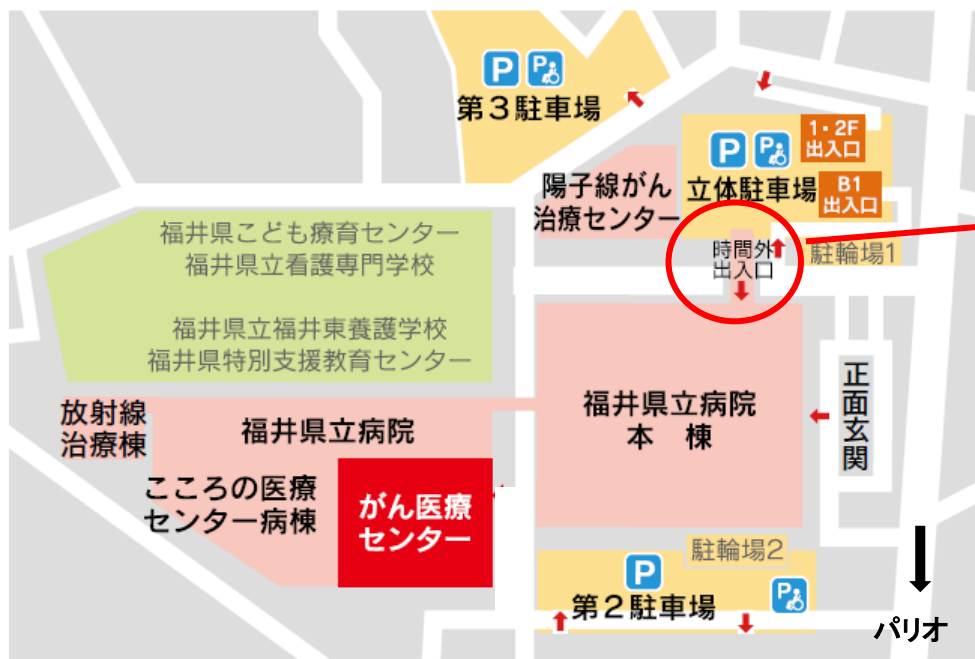 P P
第3駐車場
1・2F
出入口
P P
B1
出入口
陽子線がん
治療センター
立体駐車場
福井県こども療育センター
福井県立看護専門学校
時間外
出入口
駐輪場1
福井県立福井東養護学校
福井県特別支援教育センター
正面玄関
放射線
治療棟
福井県立病院
福井県立病院
本 棟
こころの医療
センター病棟
がん医療
センター
駐輪場2
P
P
第2駐車場
パリオ